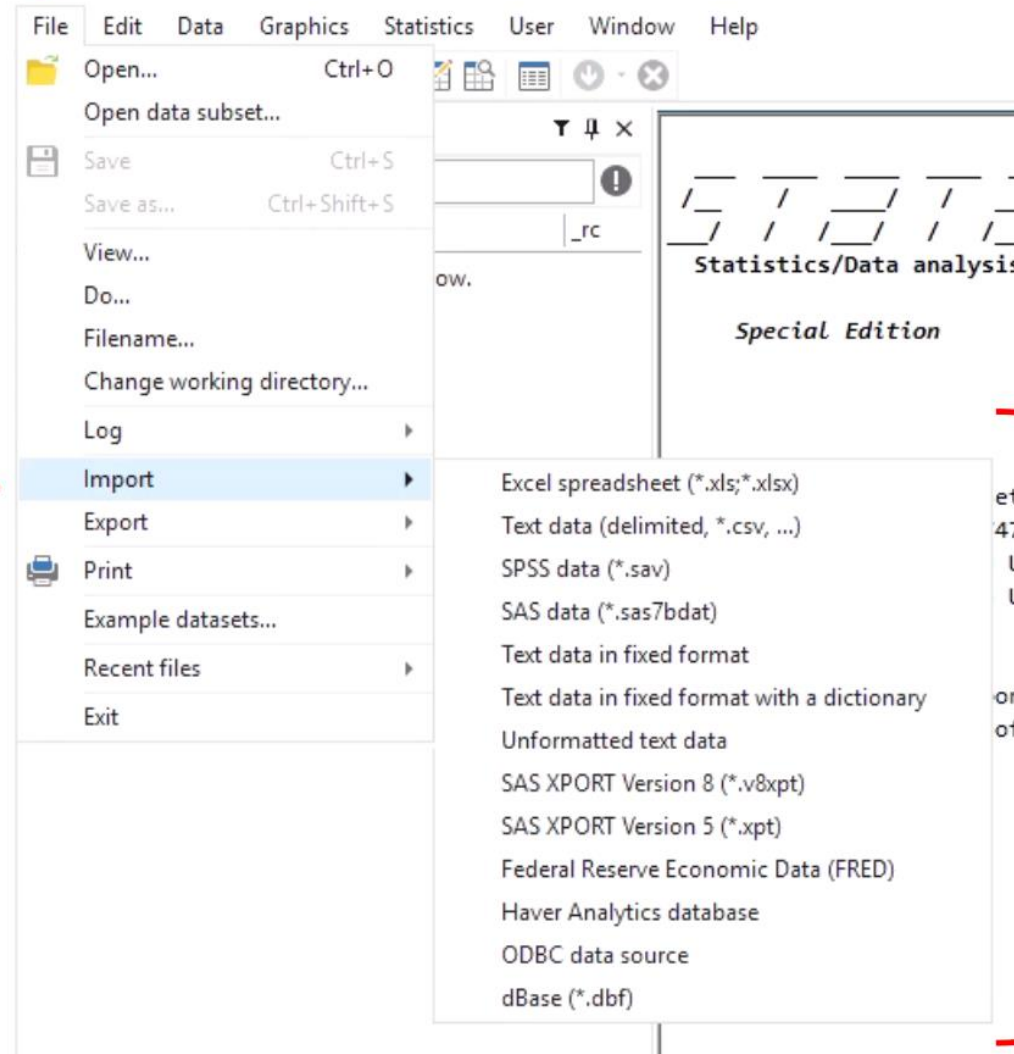 File Edit Data Graphics Statistics User Window Help
Open... Ctrl+O
Open data subset...
Save Ctrl+S
Save as... Ctrl+Shift+S
View...
Do...
Filename...
Change working directory...
Log
Import
Export
Print
Example datasets...
Recent files
Exit
_rc
ow.
Statistics/Data analysis
Special Edition
Excel spreadsheet (*.xls;*.xlsx)
Text data (delimited, *.csv, ...)
SPSS data (*.sav)
SAS data (*.sas7bdat)
Text data in fixed format
Text data in fixed format with a dictionary
Unformatted text data
SAS XPORT Version 8 (*.v8xpt)
SAS XPORT Version 5 (*.xpt)
Federal Reserve Economic Data (FRED)
Haver Analytics database
ODBC data source
dBase (*.dbf)